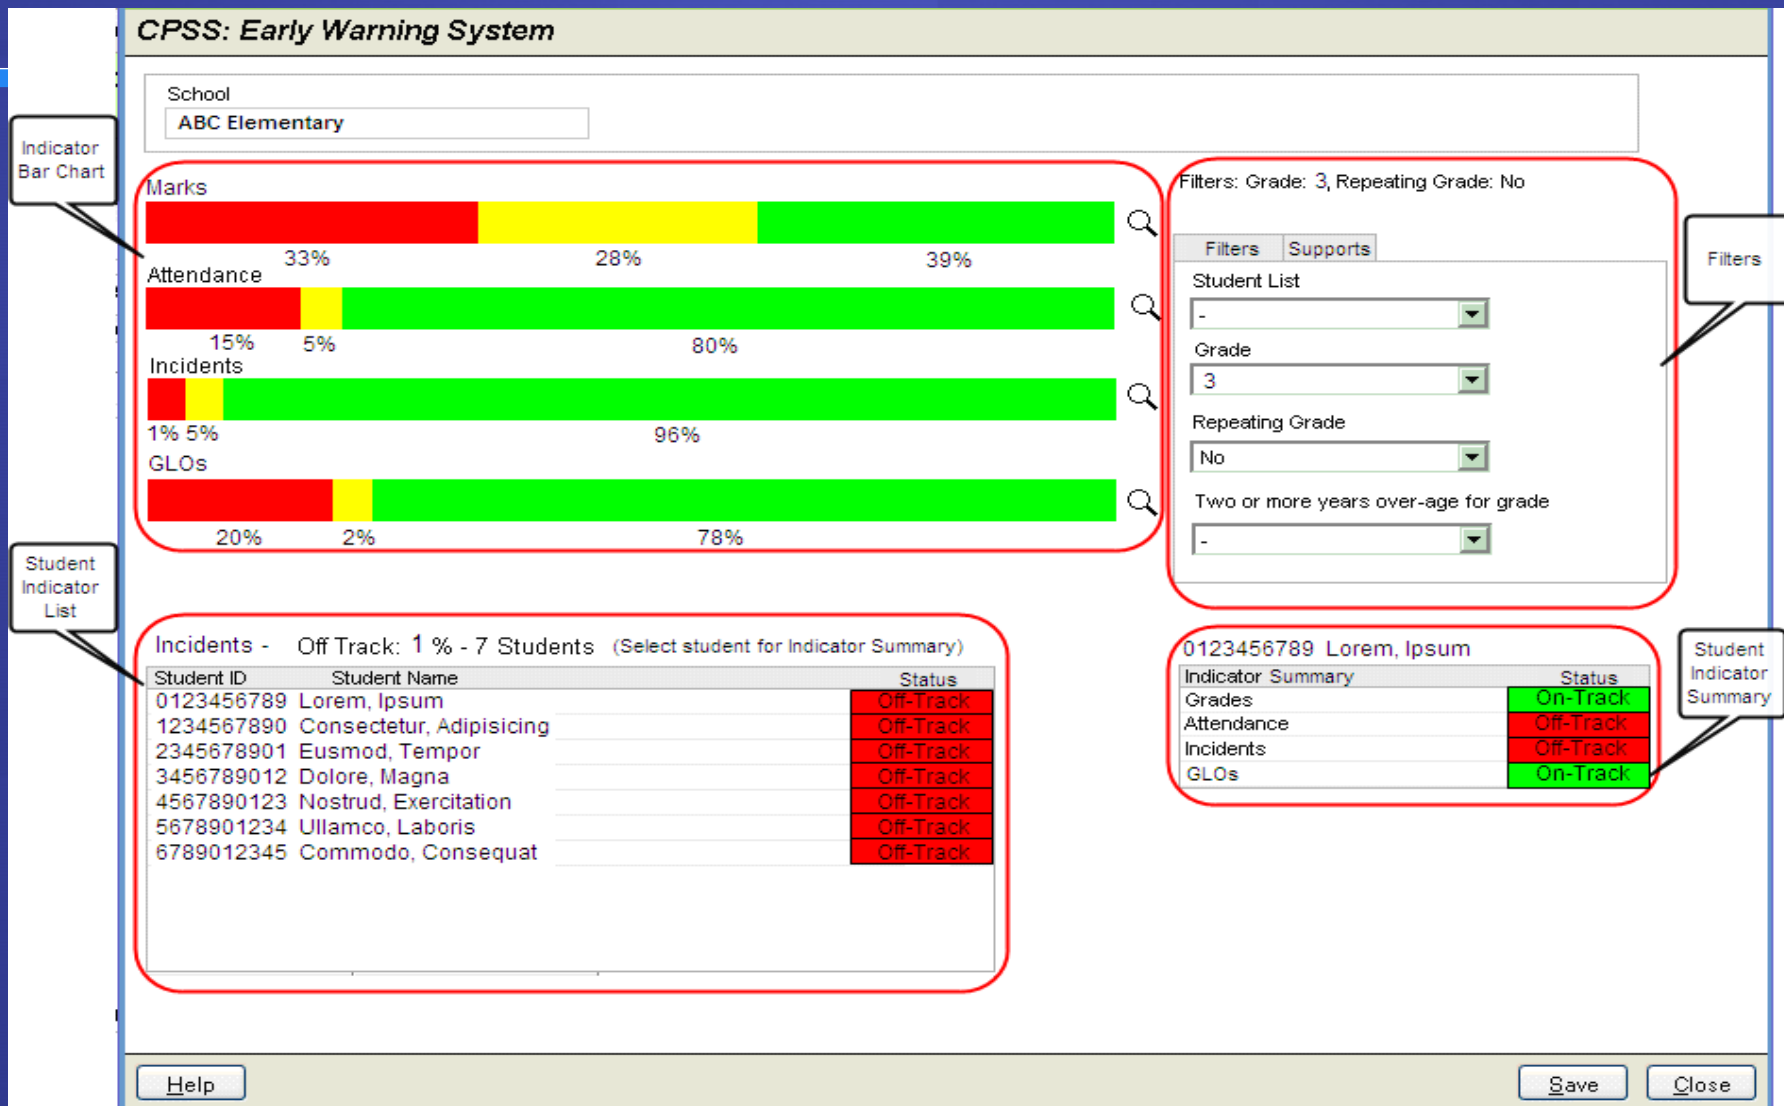 CPSS: Early Warning System
School
ABC Elementary
Indicator
Bar Chart
Marks
33% 28% 39%
Attendance
15% 5% 80%
Incidents
1% 5% 96%
GLOs
20% 2% 78%
Filters: Grade: 3, Repeating Grade: No
Filters Supports
Student List
-
Grade
3
Repeating Grade
No
Two or more years over-age for grade
-
Filters
Student
Indicator
List
Incidents - Off Track: 1 % - 7 Students (Select student for Indicator Summary)
Student ID Student Name Status
0123456789 Lorem, Ipsum Off-Track
1234567890 Consectetur, Adipisicing Off-Track
2345678901 Eusmod, Tempor Off-Track
3456789012 Dolore, Magna Off-Track
4567890123 Nostrud, Exercitation Off-Track
5678901234 Ullamco, Laboris Off-Track
6789012345 Commodo, Consequat Off-Track
0123456789 Lorem, Ipsum
Indicator Summary Status
Grades On-Track
Attendance Off-Track
Incidents Off-Track
GLOs On-Track
Student
Indicator
Summary
Help Save Close